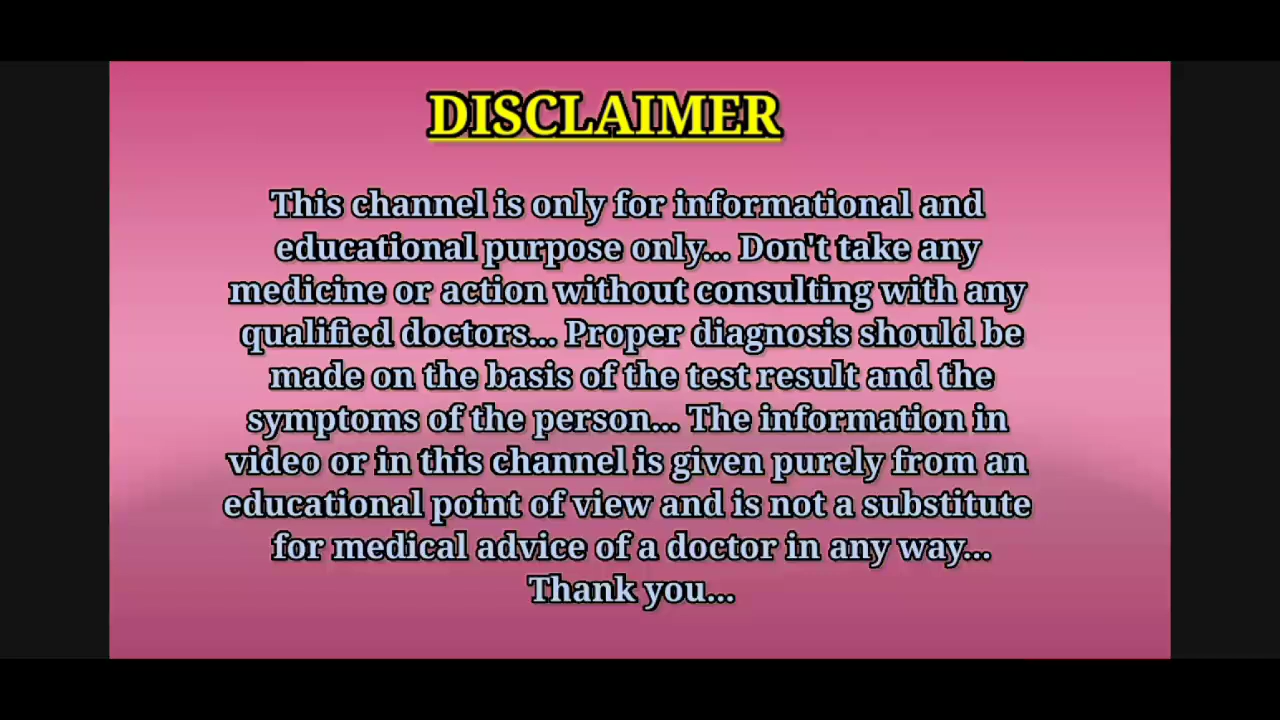 DISCLAIMER
This channel is only for informational and
educational purpose only... Don't take any
medicine or action without consulting with any
qualified doctors... Proper diagnosis should be
made on the basis of the test result and the
symptoms of the person... The information in
video or in this channel is given purely from an
educational point of view and is not a substitute
for medical advice of a doctor in any way...
Thank you...